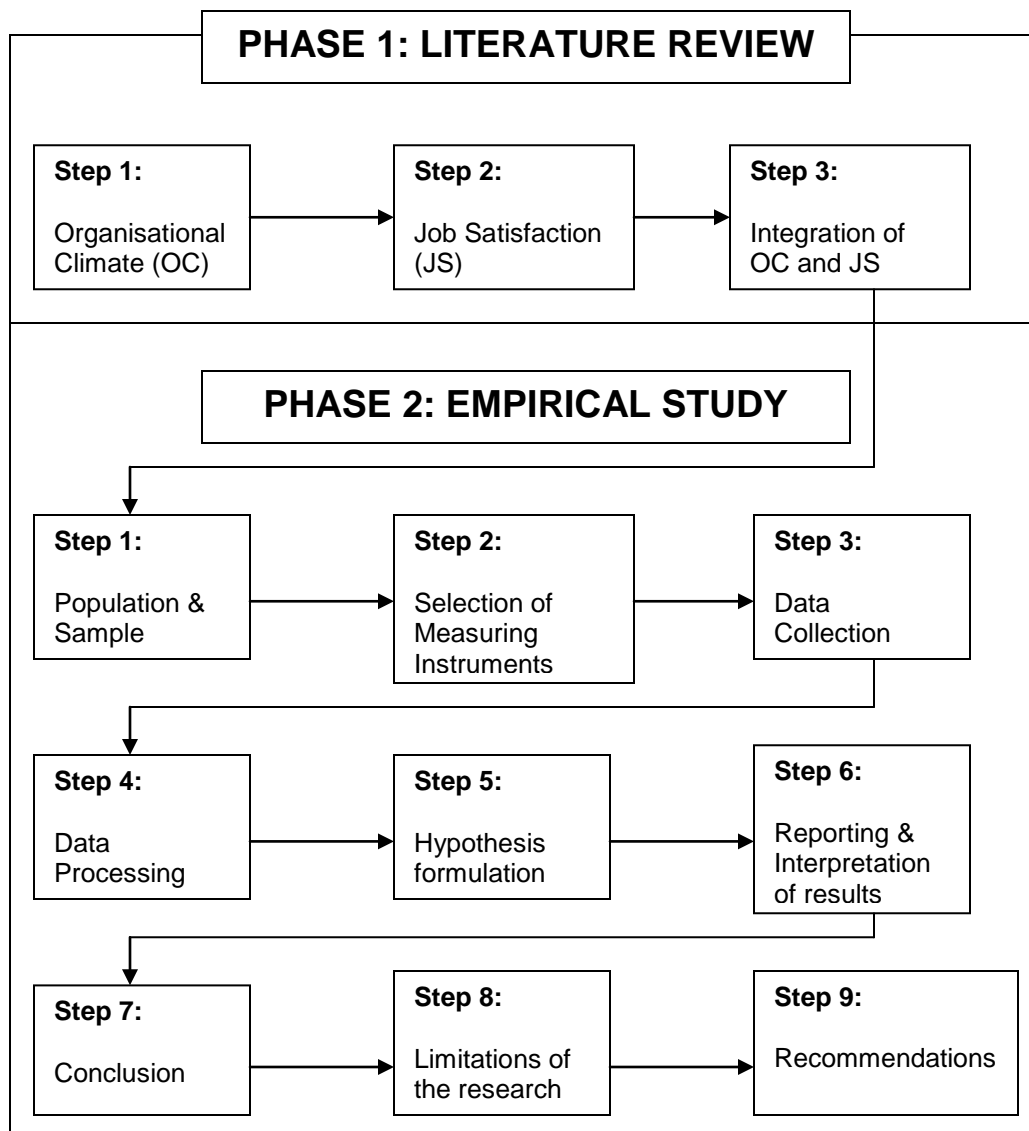 PHASE 1: LITERATURE REVIEW
Step 1:
Organisational
Climate (OC)
Step 2:
Job Satisfaction
(JS)
Step 3:
Integration of
OC and JS
PHASE 2: EMPIRICAL STUDY
Step 1:
Population &
Sample
Step 2:
Selection of
Measuring
Instruments
Step 3:
Data
Collection
Step 4:
Data
Processing
Step 5:
Hypothesis
formulation
Step 6:
Reporting &
Interpretation
of results
Step 7:
Conclusion
Step 8:
Limitations of
the research
Step 9:
Recommendations